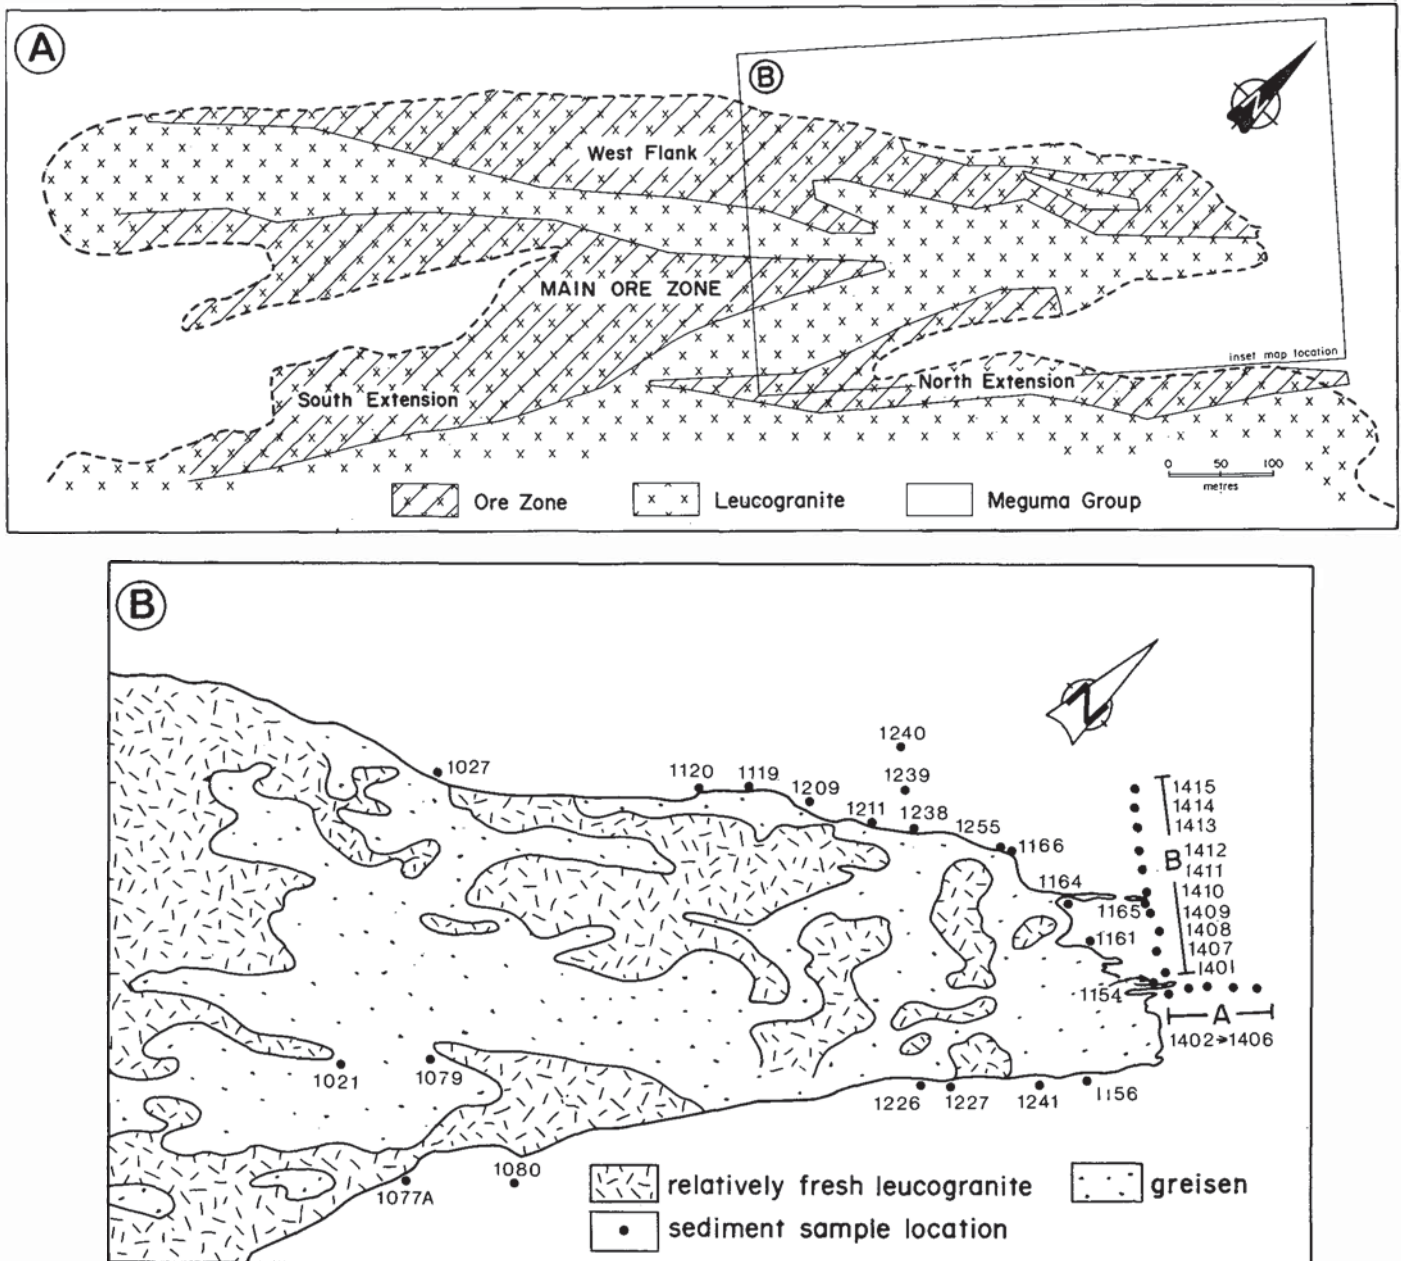 A
B
N
West Flank
MAIN ORE ZONE
inset map location
North Extension
South Extension
0 50 100
metres
Ore Zone
Leucogranite
Meguma Group
B
N
1240
1027
1120
1119
1239
1415
1209
1414
1211
1238
1255
1413
1166
B
1412
1411
1164
1410
1165
1409
1408
1161
1407
1401
1154
A
1402→1406
1021
1079
1226
1227
1241
1156
1080
1077A
relatively fresh leucogranite
greisen
sediment sample location